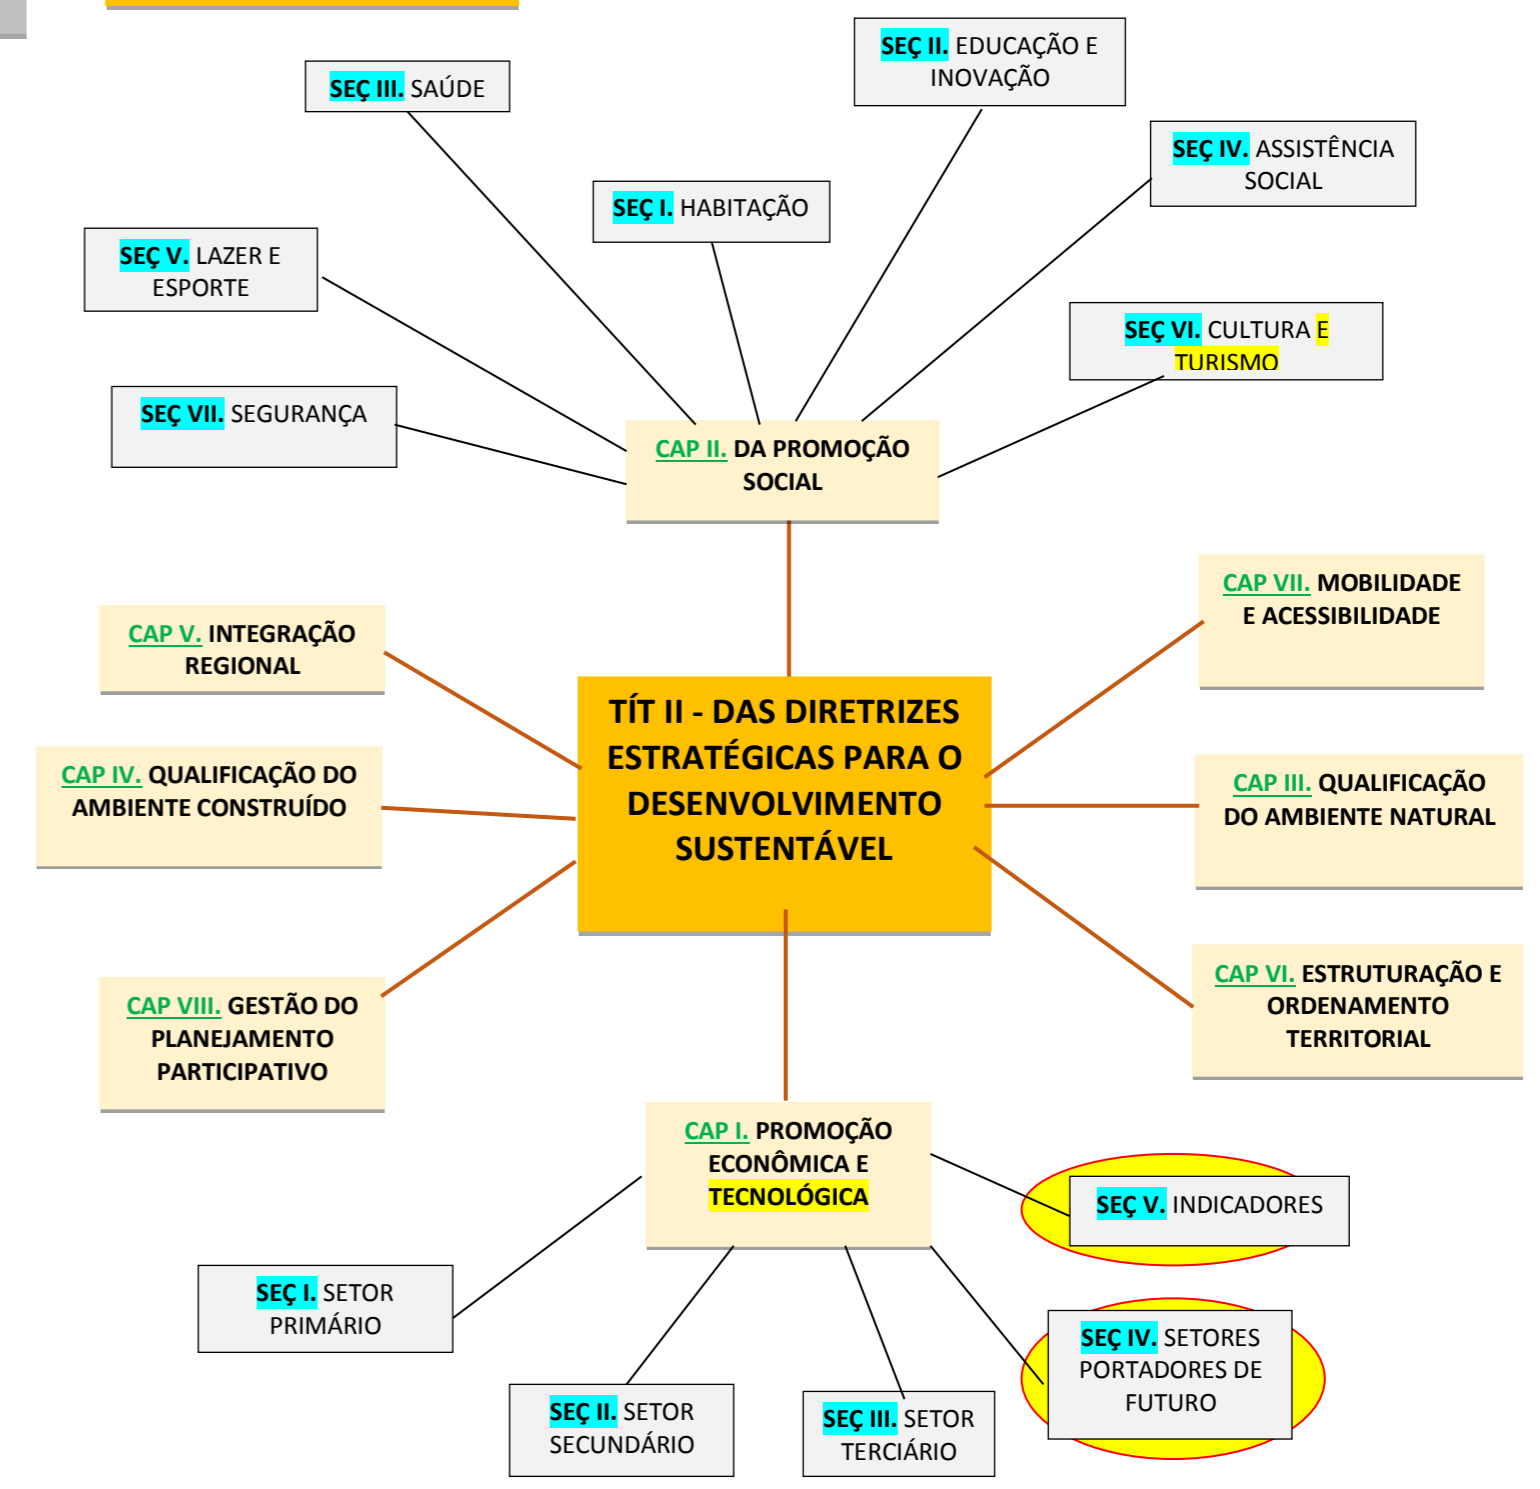 SEÇ II. EDUCAÇÃO E
INOVAÇÃO
SEÇ III. SAÚDE
SEÇ IV. ASSISTÊNCIA
SOCIAL
SEÇ I. HABITAÇÃO
SEÇ V. LAZER E
ESPORTE
SEÇ VI. CULTURA E
TURISMO
SEÇ VII. SEGURANÇA
CAP II. DA PROMOÇÃO
SOCIAL
CAP VII. MOBILIDADE
E ACESSIBILIDADE
CAP V. INTEGRAÇÃO
REGIONAL
TÍT II - DAS DIRETRIZES
ESTRATÉGICAS PARA O
DESENVOLVIMENTO
SUSTENTÁVEL
CAP IV. QUALIFICAÇÃO DO
AMBIENTE CONSTRUÍDO
CAP III. QUALIFICAÇÃO
DO AMBIENTE NATURAL
CAP VI. ESTRUTURAÇÃO E
ORDENAMENTO
TERRITORIAL
CAP VIII. GESTÃO DO
PLANEJAMENTO
PARTICIPATIVO
CAP I. PROMOÇÃO
ECONÔMICA E
TECNOLÓGICA
SEÇ V. INDICADORES
SEÇ I. SETOR
PRIMÁRIO
SEÇ IV. SETORES
PORTADORES DE
FUTURO
SEÇ II. SETOR
SECUNDÁRIO
SEÇ III. SETOR
TERCIÁRIO